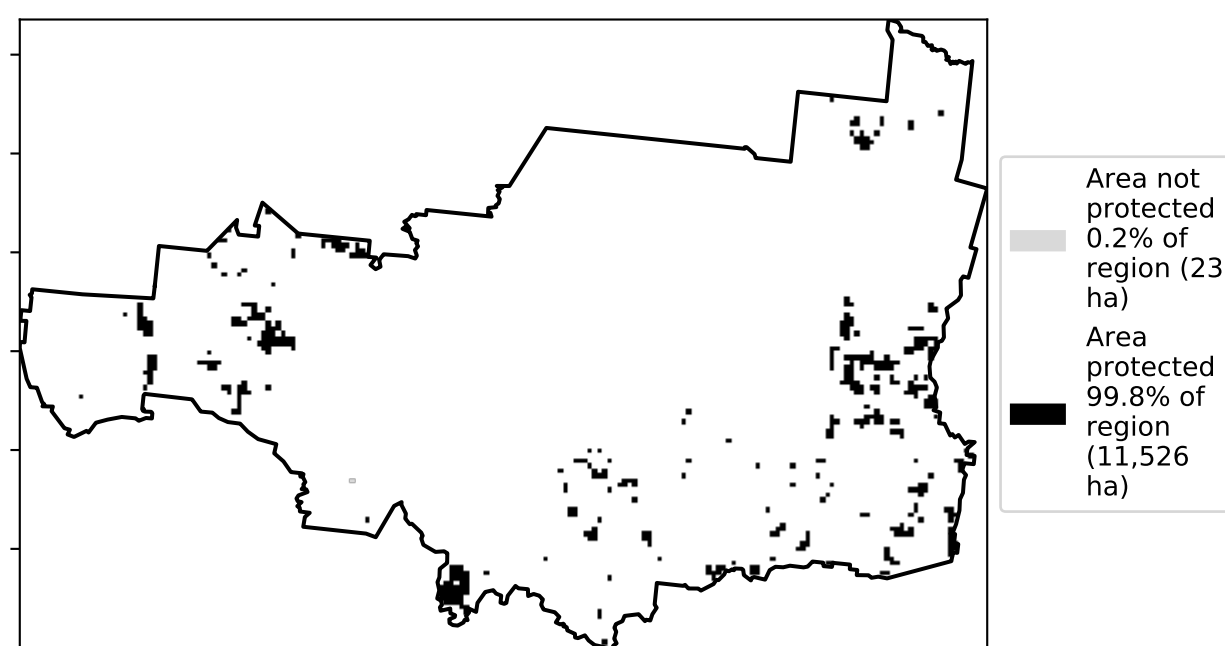 Area not
protected
0.2% of
region (23
ha)
Area
protected
99.8% of
region
(11,526
ha)